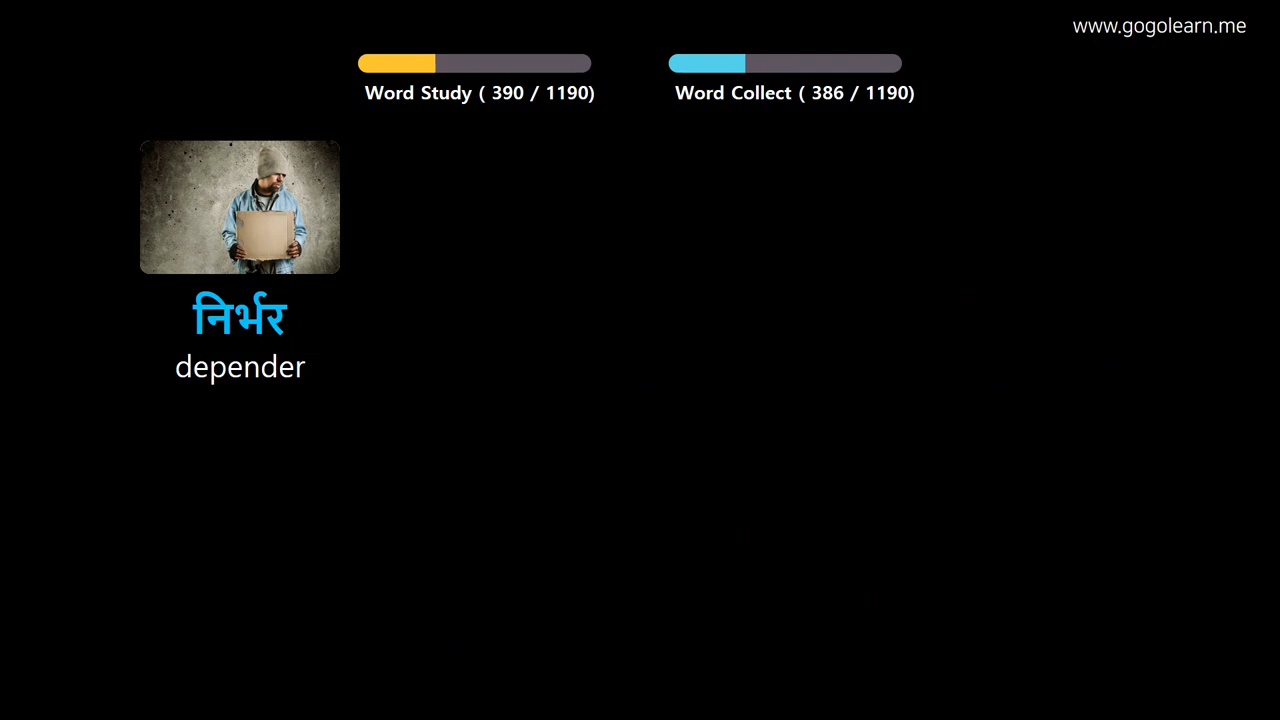 www.gogolearn.me
Word Study ( 390 / 1190)
Word Collect ( 386 / 1190)
निर्भर
depender